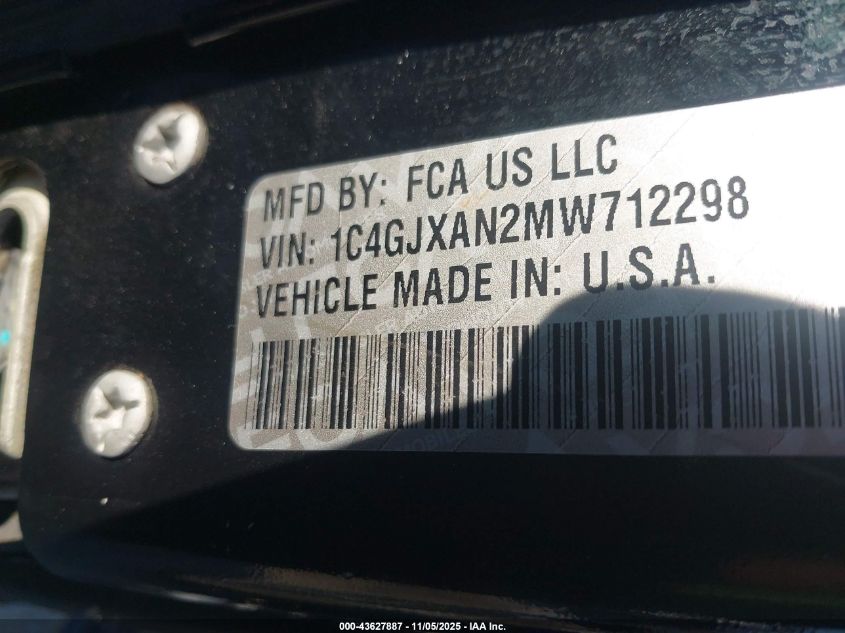 MFD BY: FCA US LLC
VIN: 1C4GJXAN2MW712298
VEHICLE MADE IN: U.S.A.
000-43627887 - 11/05/2025 - IAA Inc.